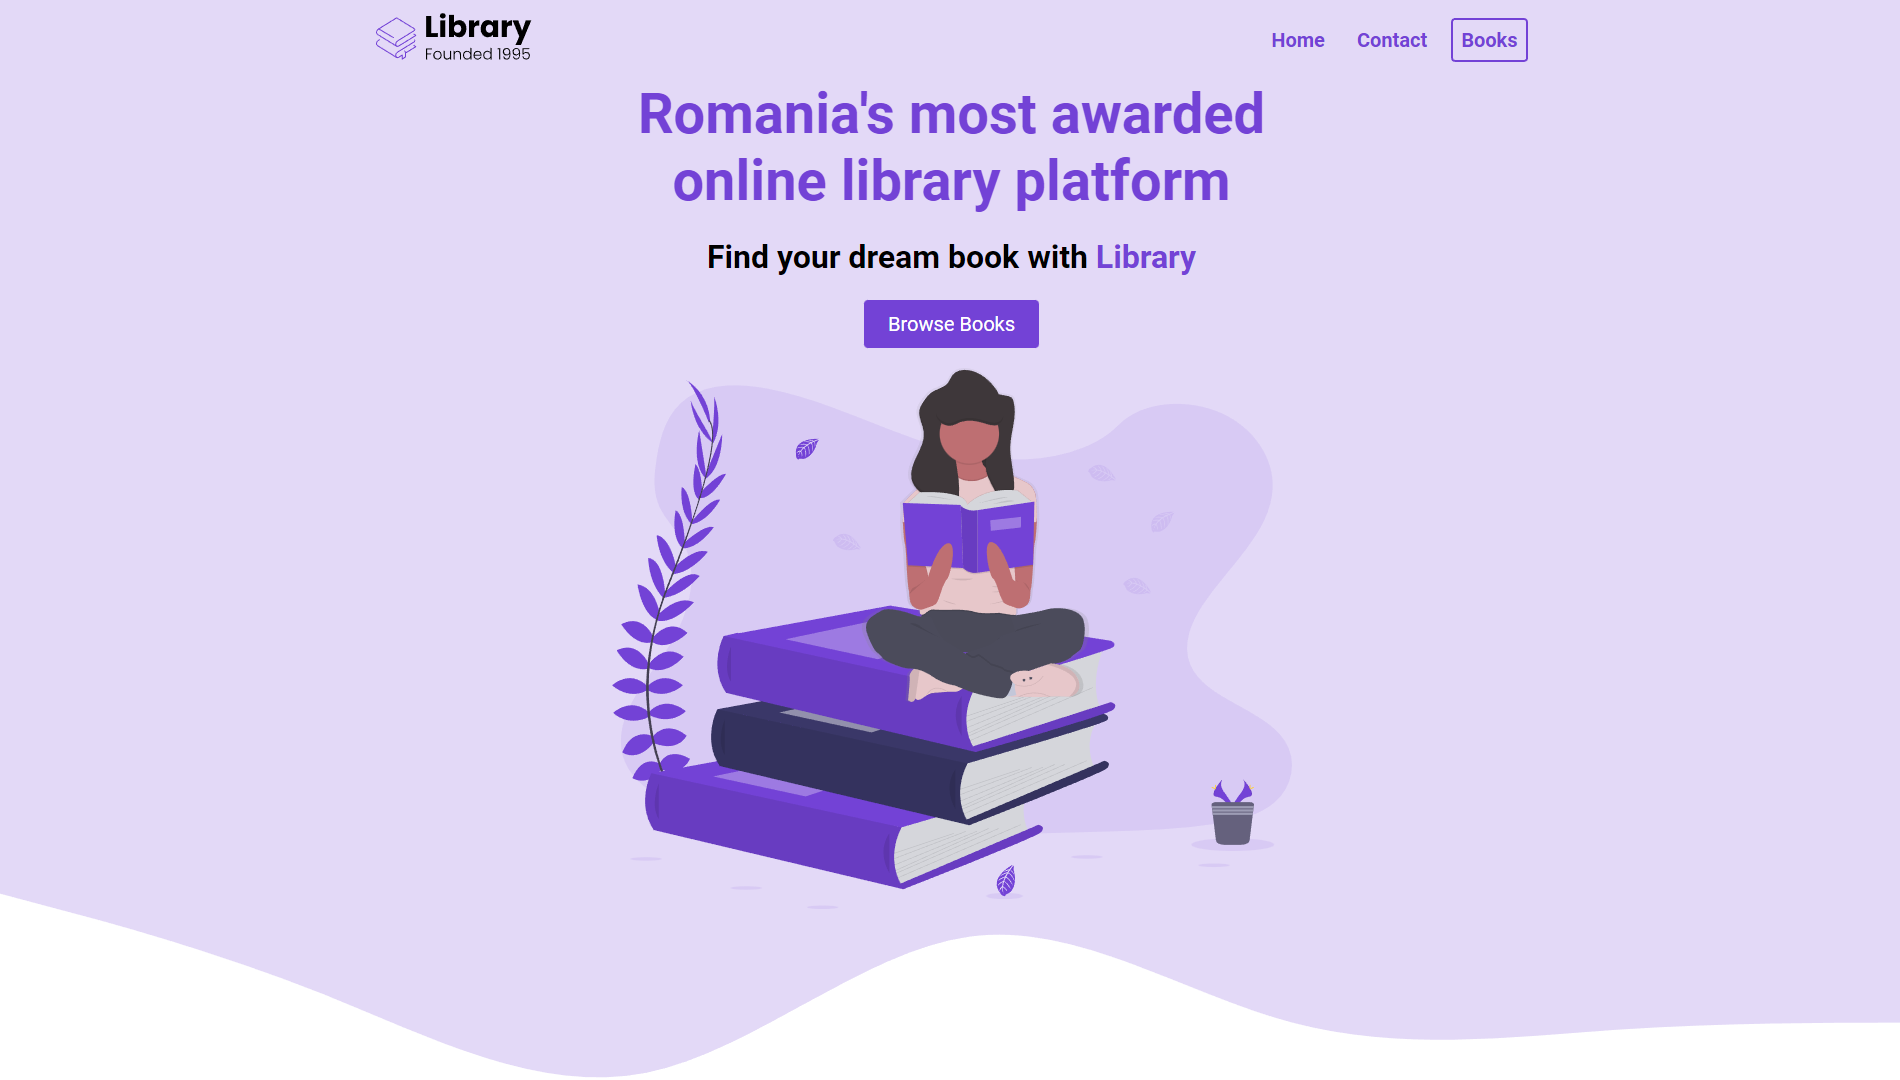 Library
Founded 1995
Home Contact Books
Romania's most awarded
online library platform
Find your dream book with Library
Browse Books